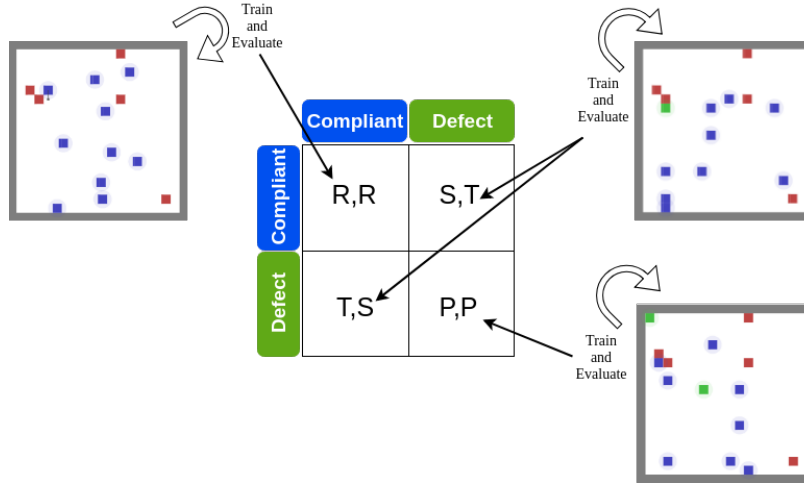 Train
and
Evaluate
Train
and
Evaluate
Compliant Defect
Compliant
R,R S,T
Defect
T,S P,P
Train
and
Evaluate